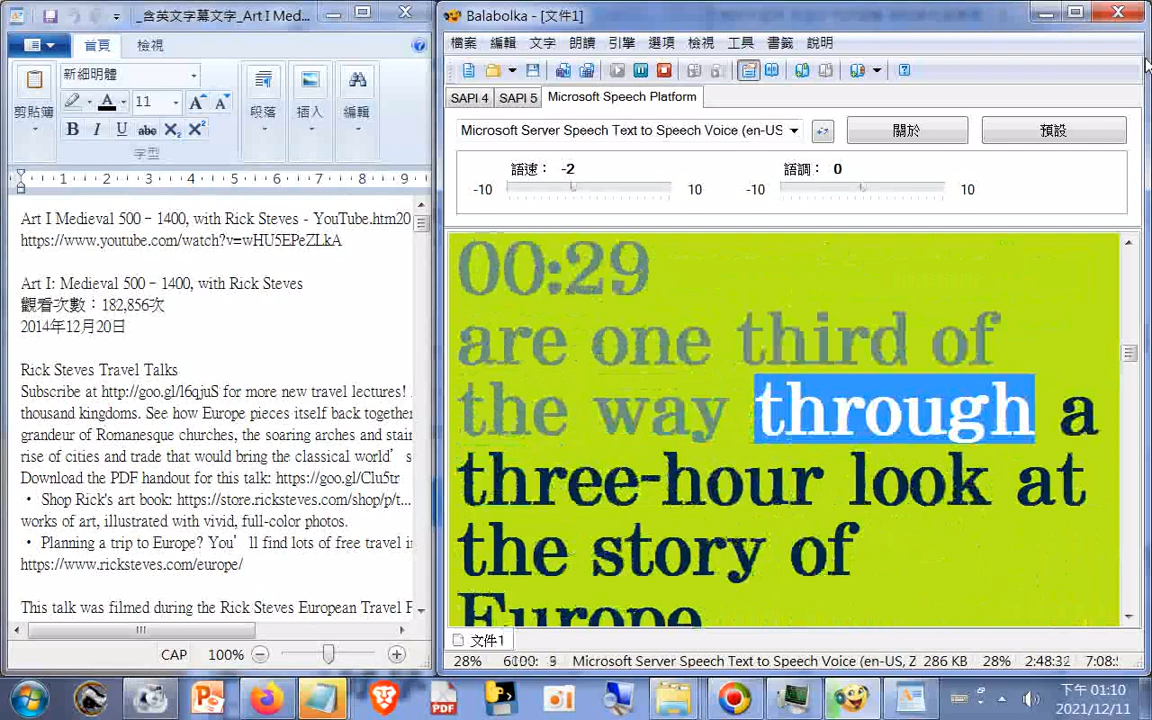 _含英文字幕文字_Art I Med...
首頁
檢視
新細明體
11
剪貼簿
段落
插入
編輯
B I U abc X₂ X²
字型
1 2 3 4 5 6 7 8 9
Art I Medieval 500–1400, with Rick Steves - YouTube.htm20
https://www.youtube.com/watch?v=wHU5EPeZLkA
Art I: Medieval 500–1400, with Rick Steves
觀看次數：182,856次
2014年12月20日
Rick Steves Travel Talks
Subscribe at http://goo.gl/l6qjuS for more new travel lectures!
thousand kingdoms. See how Europe pieces itself back together
grandeur of Romanesque churches, the soaring arches and stai
rise of cities and trade that would bring the classical world's
Download the PDF handout for this talk: https://goo.gl/Clu5tr
• Shop Rick's art book: https://store.ricksteves.com/shop/p/t...
works of art, illustrated with vivid, full-color photos.
• Planning a trip to Europe? You'll find lots of free travel i
https://www.ricksteves.com/europe/
This talk was filmed during the Rick Steves European Travel F
CAP 100%
Balabolka - [文件1]
檔案 編輯 文字 朗讀 引擎 選項 檢視 工具 書籤 說明
SAPI 4 SAPI 5 Microsoft Speech Platform
Microsoft Server Speech Text to Speech Voice (en-US
關於
預設
語速： -2
語調： 0
-10 10 -10 10
00:29
are one third of
the way through a
three-hour look at
the story of
Europe
文件1
28% Microsoft Server Speech Text to Speech Voice (en-US, Z 286 KB 28% 2:48:32 7:08:
PDF
下午 01:10
2021/12/11